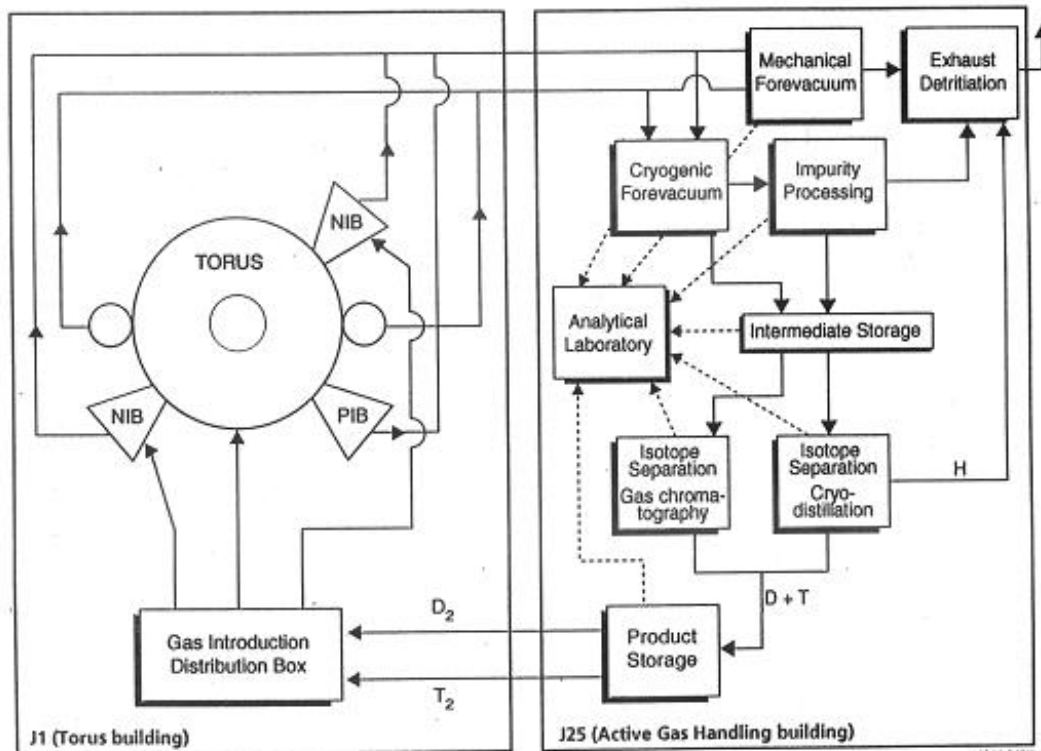 Mechanical
Forevacuum
Exhaust
Detritiation
Cryogenic
Forevacuum
Impurity
Processing
NIB
TORUS
Analytical
Laboratory
Intermediate Storage
NIB
PIB
Isotope
Separation
Gas chroma-
tography
Isotope
Separation
Cryo-
distillation
H
D + T
D₂
Gas Introduction
Distribution Box
Product
Storage
T₂
J1 (Torus building)
J25 (Active Gas Handling building)